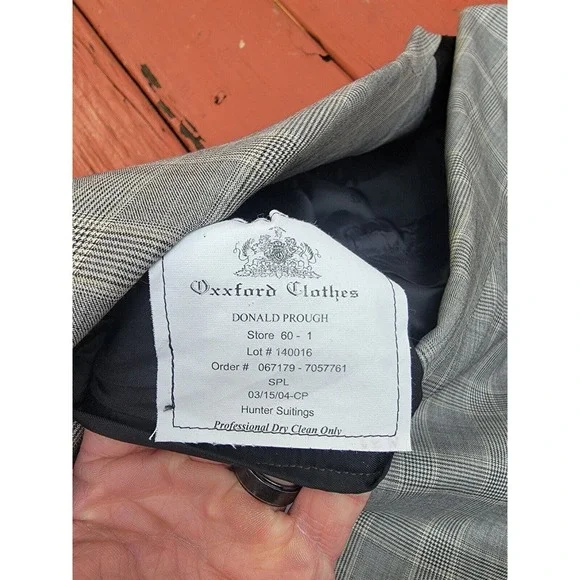 Oxxford Clothes
DONALD PROUGH
Store 60 - 1
Lot # 140016
Order # 067179 - 7057761
SPL
03/15/04-CP
Hunter Suitings
Professional Dry Clean Only